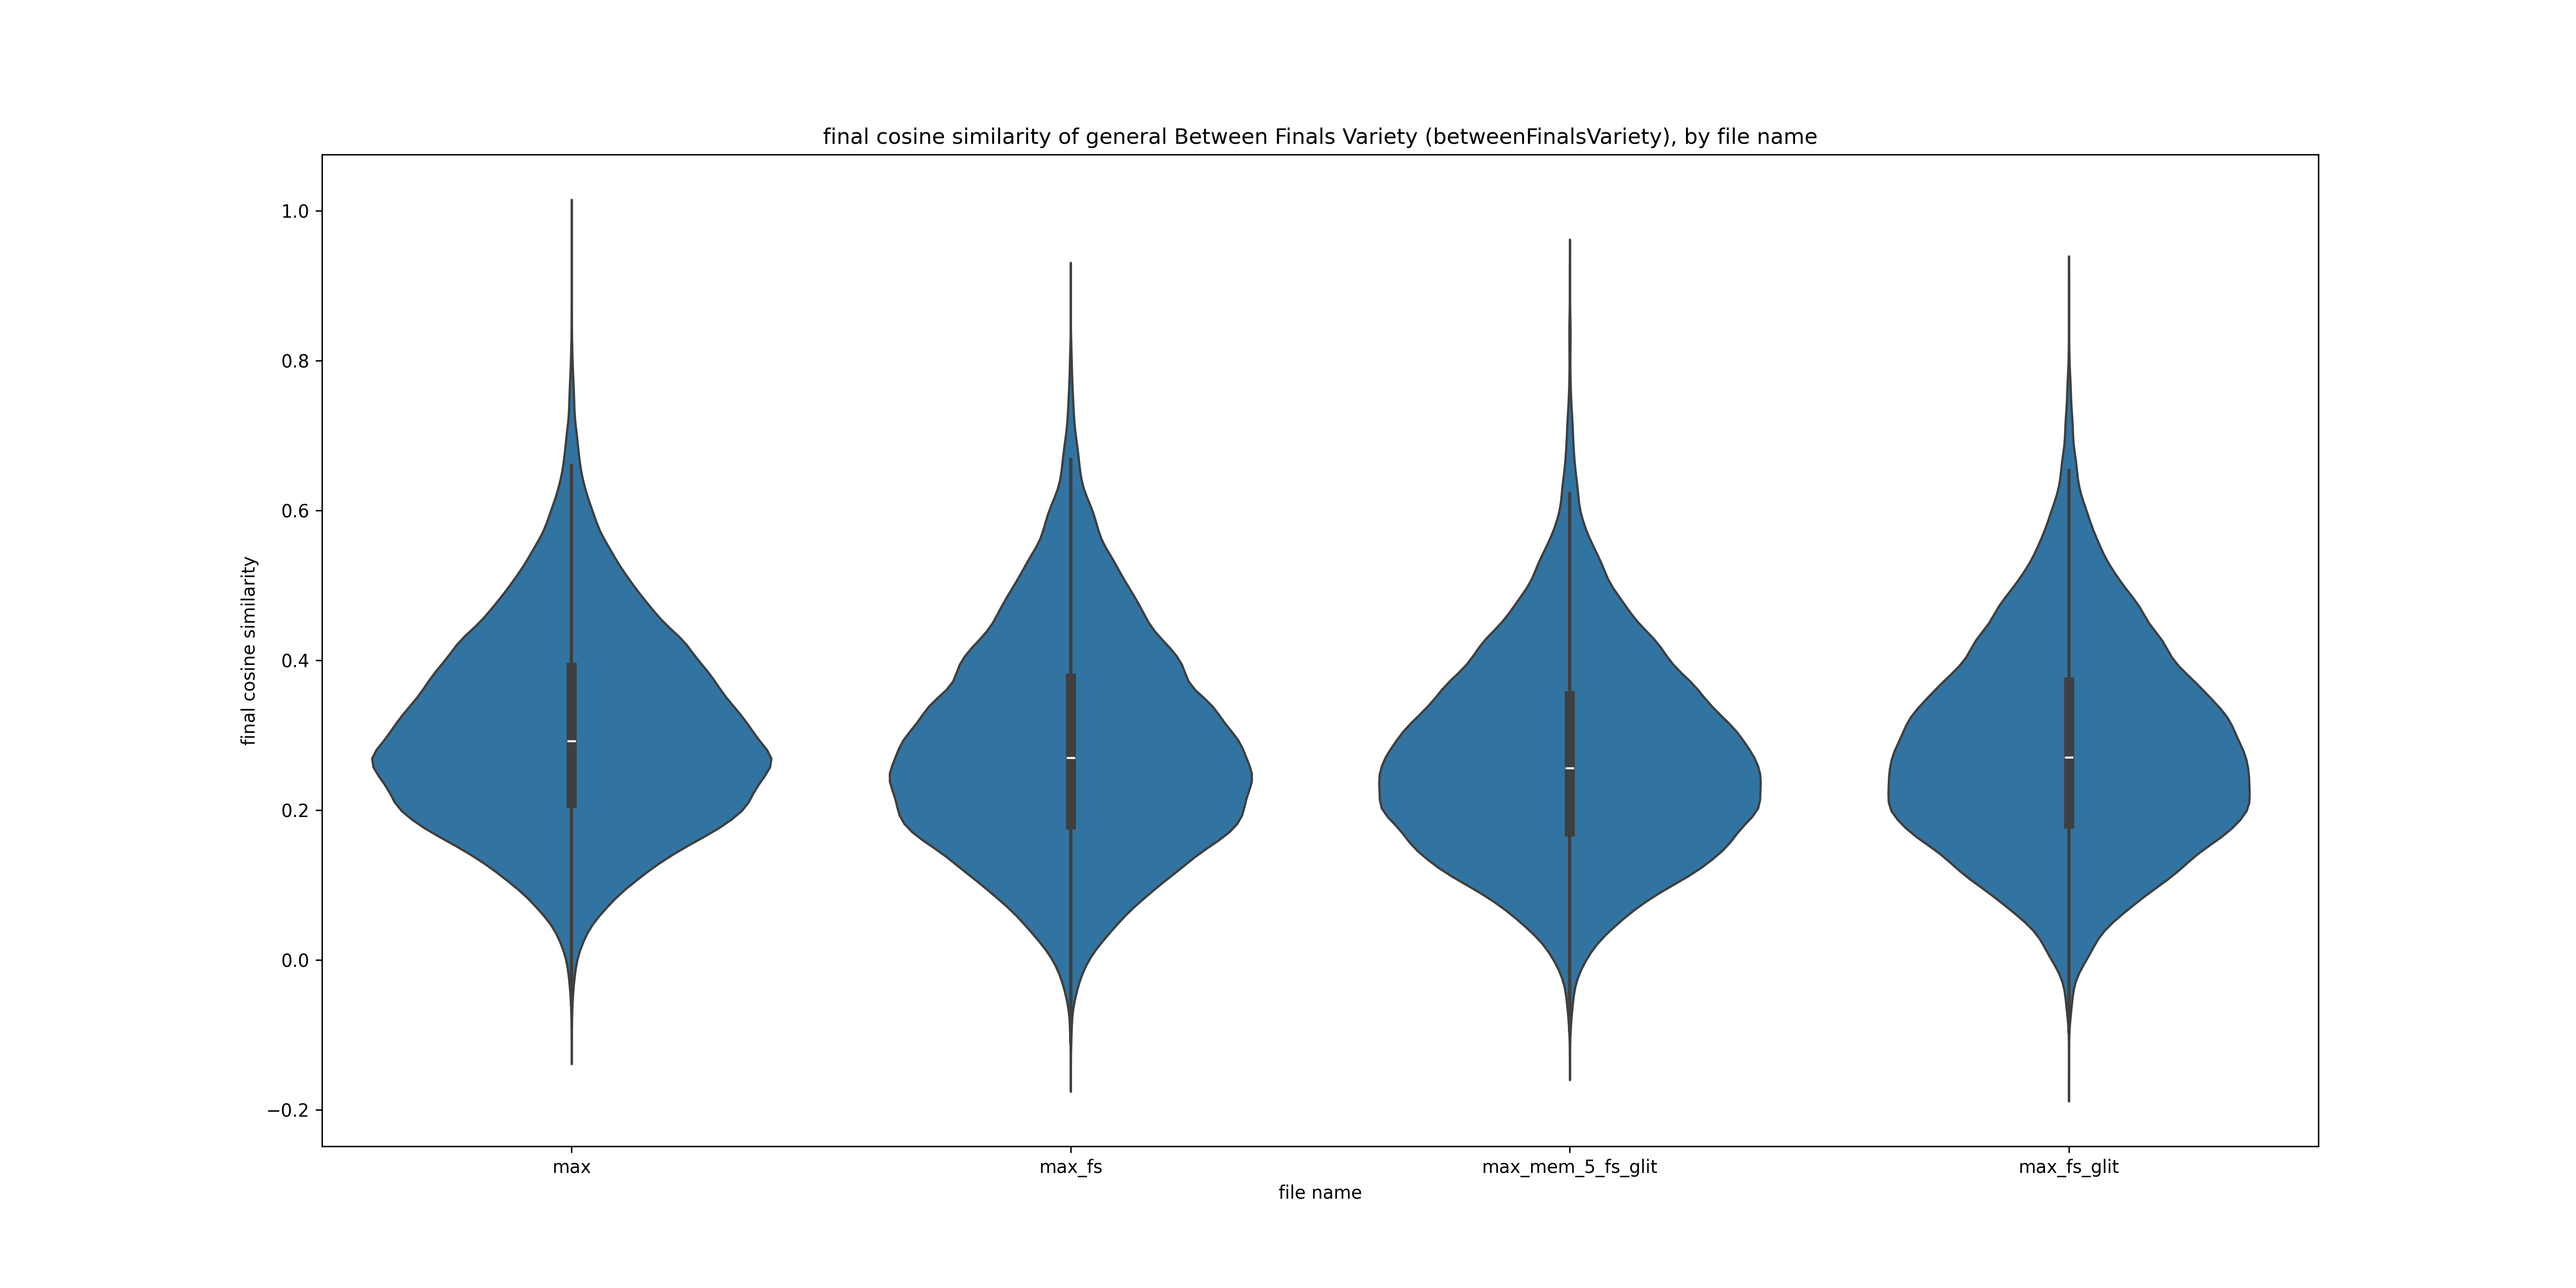 final cosine similarity of general Between Finals Variety (betweenFinalsVariety), by file name
1.0
0.8
0.6
0.4
0.2
0.0
−0.2
final cosine similarity
max
max_fs
max_mem_5_fs_glit
max_fs_glit
file name